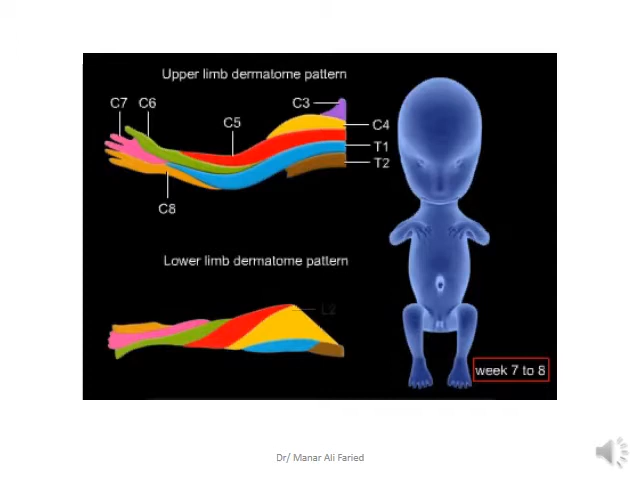 Upper limb dermatome pattern
C7 C6
C3
C5
C4
T1
T2
C8
Lower limb dermatome pattern
L2
week 7 to 8
Dr/ Manar Ali Faried